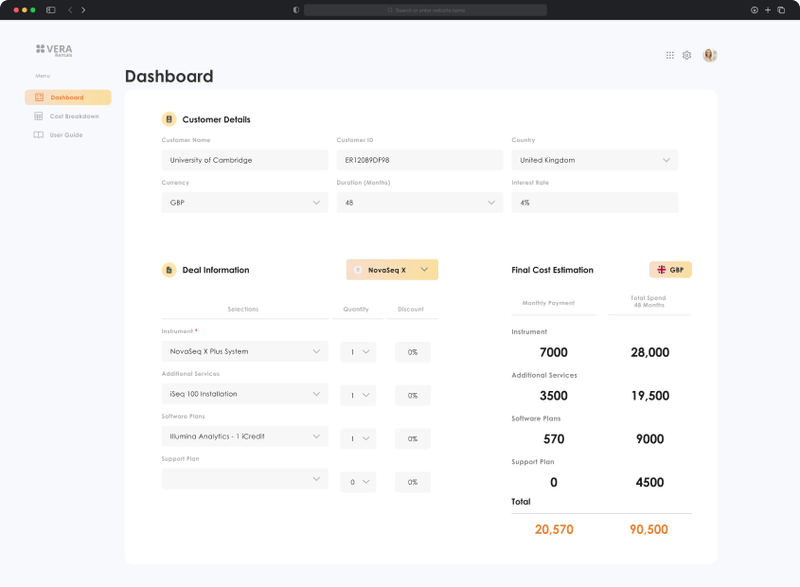 Search or enter website name
VERA
Rentals
Menu
Dashboard
Cost Breakdown
User Guide
Dashboard
Customer Details
Customer Name
Customer ID
Country
University of Cambridge
ER12089DF98
United Kingdom
Currency
Duration (Months)
Interest Rate
GBP
48
4%
Deal Information
NovaSeq X
Selections
Quantity
Discount
Instrument *
NovaSeq X Plus System
1
0%
Additional Services
iSeq 100 Installation
1
0%
Software Plans
Illumina Analytics - 1 iCredit
1
0%
Support Plan
0
0%
Final Cost Estimation
GBP
Monthly Payment
Total Spend
48 Months
Instrument
7000
28,000
Additional Services
3500
19,500
Software Plans
570
9000
Support Plan
0
4500
Total
20,570
90,500